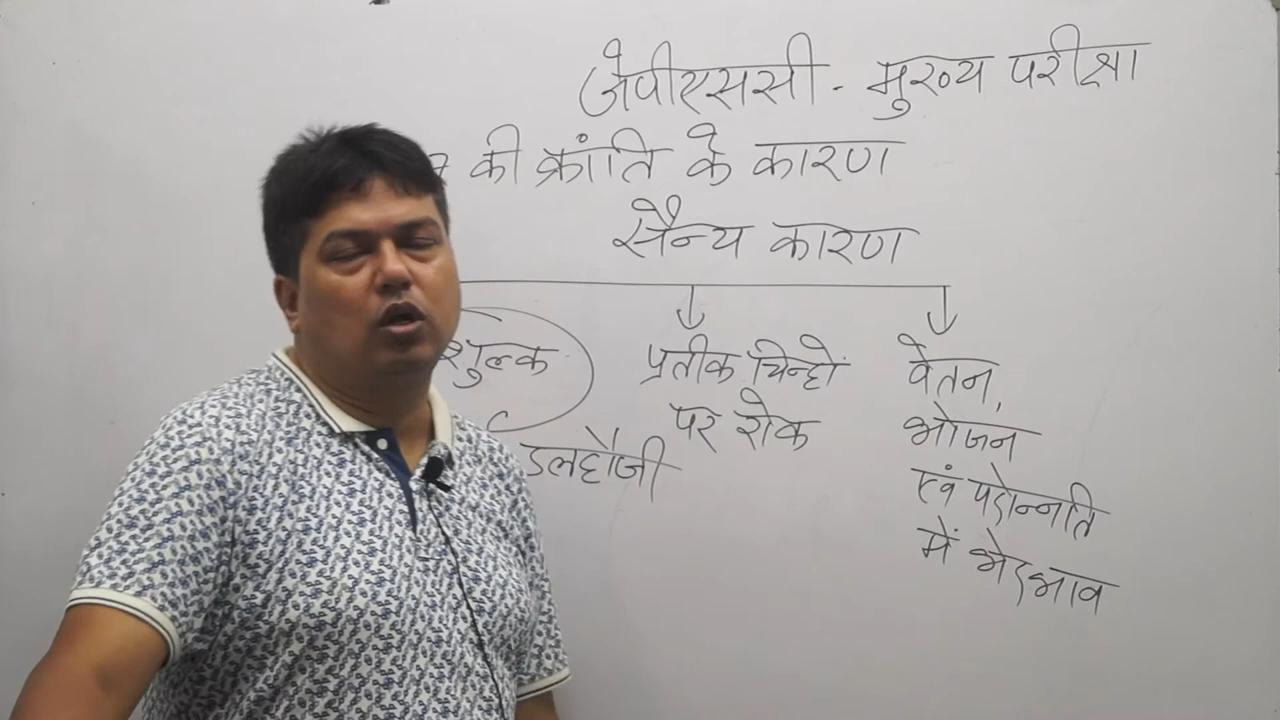 जेपीएससी - मुख्य परीक्षा
की क्रांति के कारण
सैन्य कारण
शुल्क
डलहौजी
प्रतीक चिन्हों
पर रोक
वेतन,
भोजन
एवं पदोन्नति
में भेदभाव